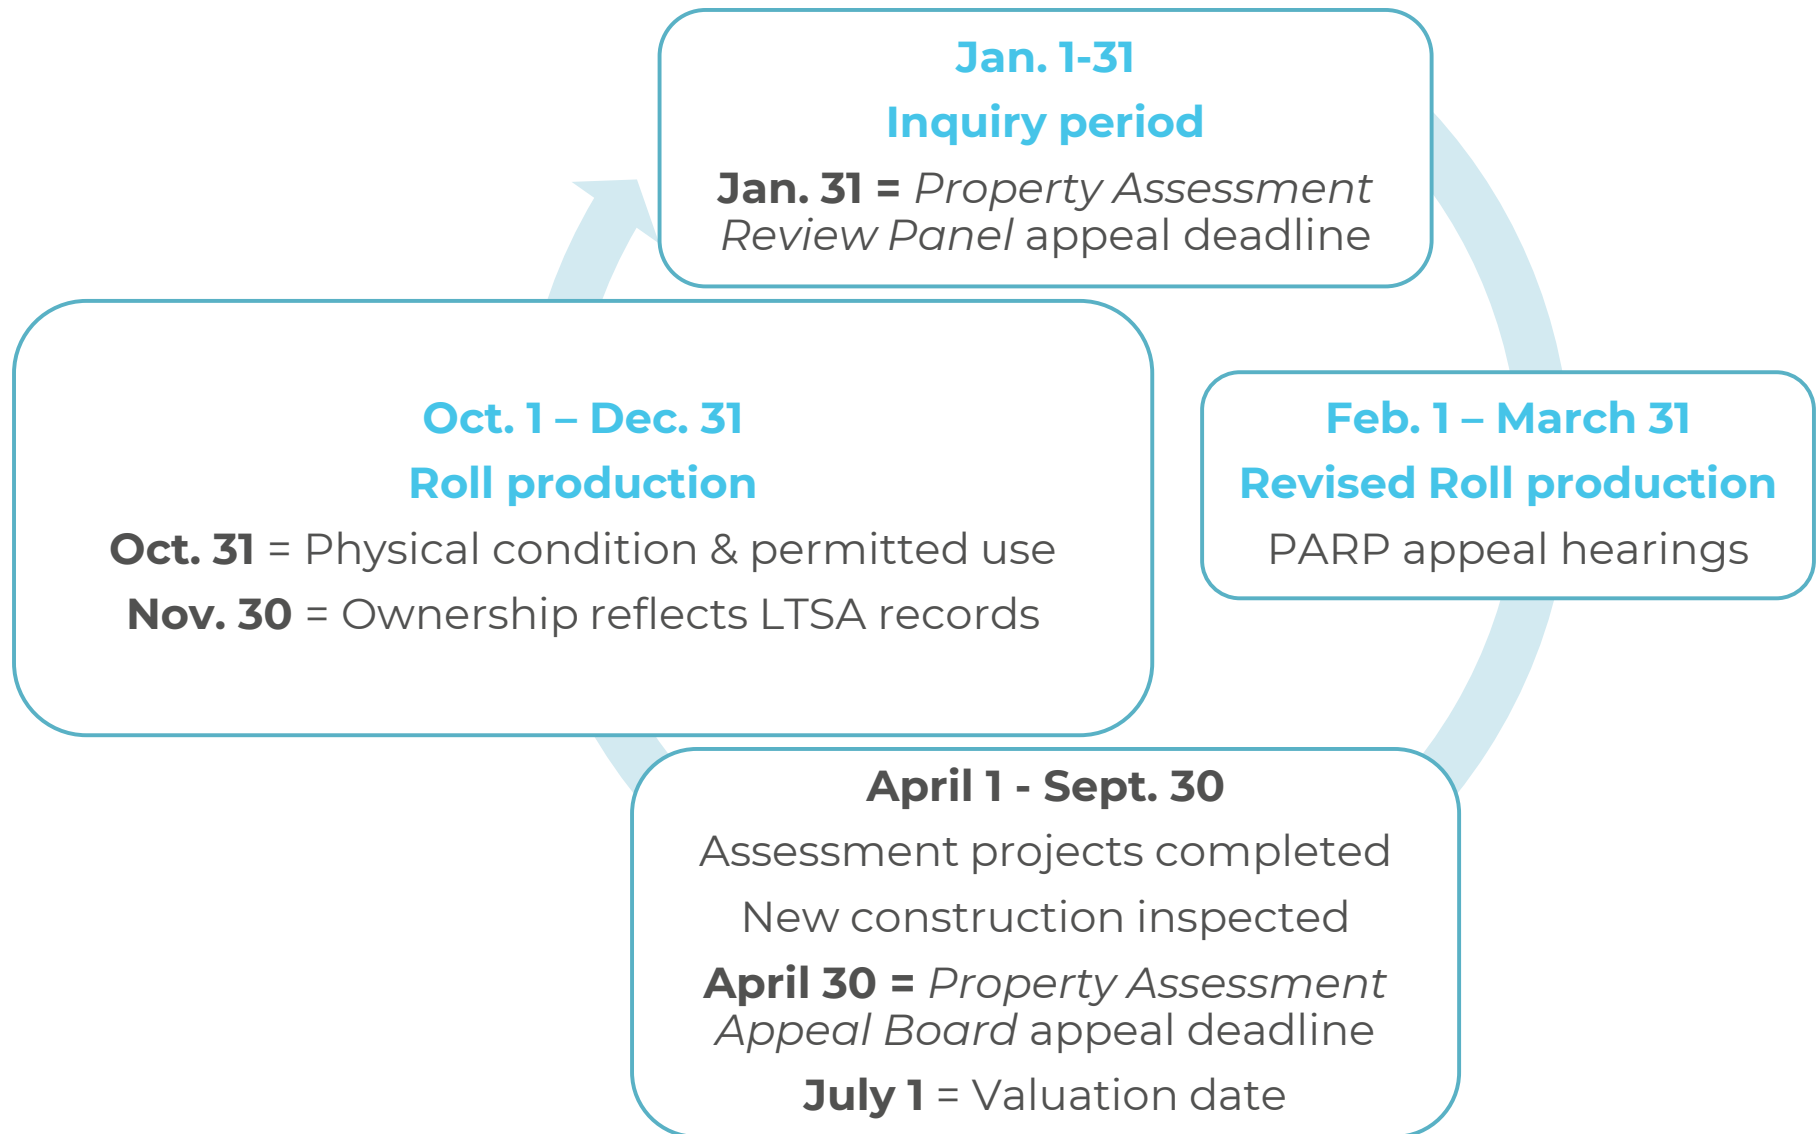 Jan. 1-31
Inquiry period
Jan. 31 = Property Assessment
Review Panel appeal deadline
Feb. 1 – March 31
Revised Roll production
PARP appeal hearings
April 1 - Sept. 30
Assessment projects completed
New construction inspected
April 30 = Property Assessment
Appeal Board appeal deadline
July 1 = Valuation date
Oct. 1 – Dec. 31
Roll production
Oct. 31 = Physical condition & permitted use
Nov. 30 = Ownership reflects LTSA records